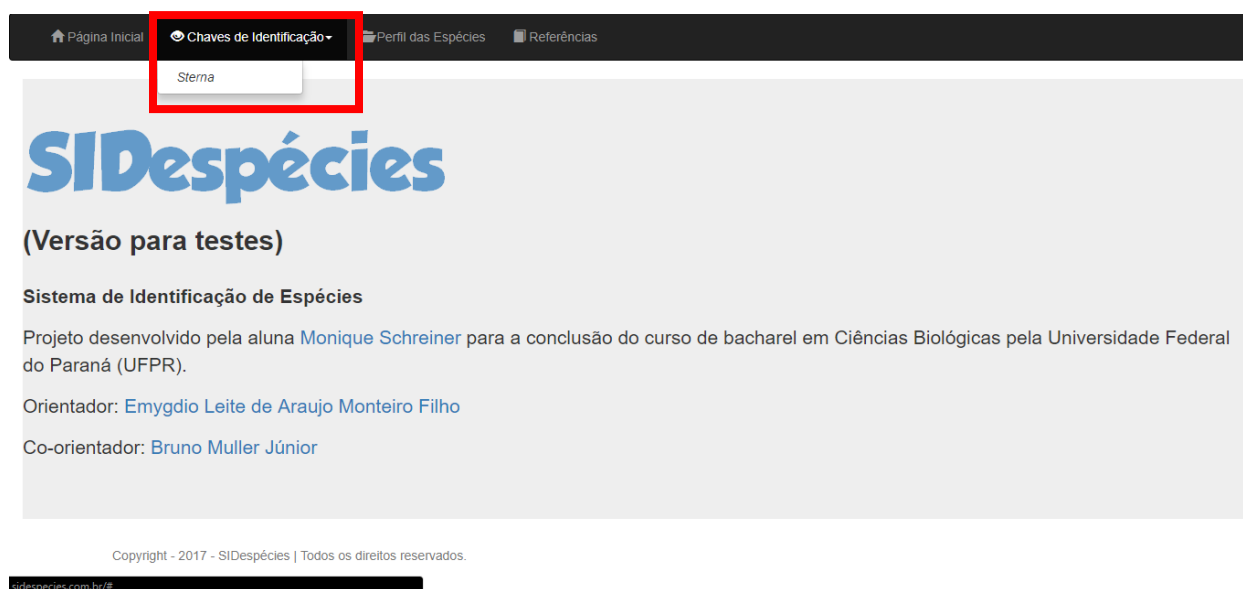 Página Inicial Chaves de Identificação Perfil das Espécies Referências
Sterna
SIDespécies
(Versão para testes)
Sistema de Identificação de Espécies
Projeto desenvolvido pela aluna Monique Schreiner para a conclusão do curso de bacharel em Ciências Biológicas pela Universidade Federal
do Paraná (UFPR).
Orientador: Emygdio Leite de Araujo Monteiro Filho
Co-orientador: Bruno Muller Júnior
Copyright - 2017 - SIDespécies | Todos os direitos reservados.
sidespecies.com.br/#